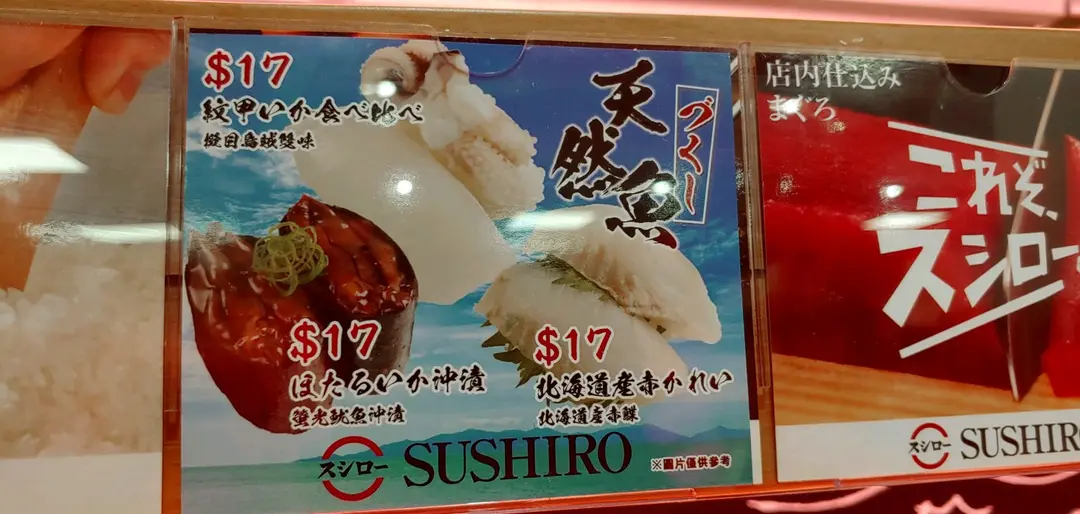 $17
紋甲いか食べ比べ
擬目烏賊雙味
天然魚
づくし
$17
ほたるいか沖漬
螢光魷魚沖漬
$17
北海道産赤かれい
北海道産赤鰈
スシロー
SUSHIRO
※圖片僅供參考
店内仕込み
まぐろ
これぞ、
スシロー
スシロー
SUSHIR